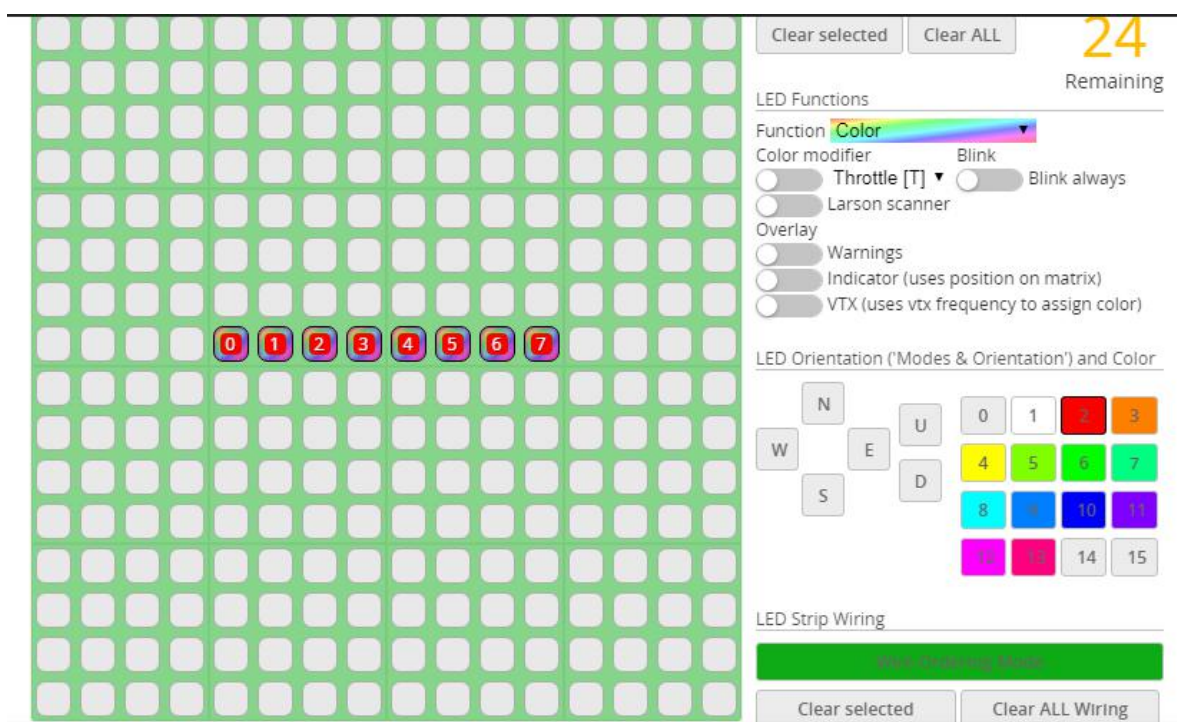 Clear selected Clear ALL 24
Remaining
LED Functions
Function Color
Color modifier Blink
Throttle [T] Blink always
Larson scanner
Overlay
Warnings
Indicator (uses position on matrix)
VTX (uses vtx frequency to assign color)
0 1 2 3 4 5 6 7
LED Orientation ('Modes & Orientation') and Color
N
W E
S
U
D
0 1 2 3
4 5 6 7
8 9 10 11
12 13 14 15
LED Strip Wiring
Wire Ordering Mode
Clear selected Clear ALL Wiring